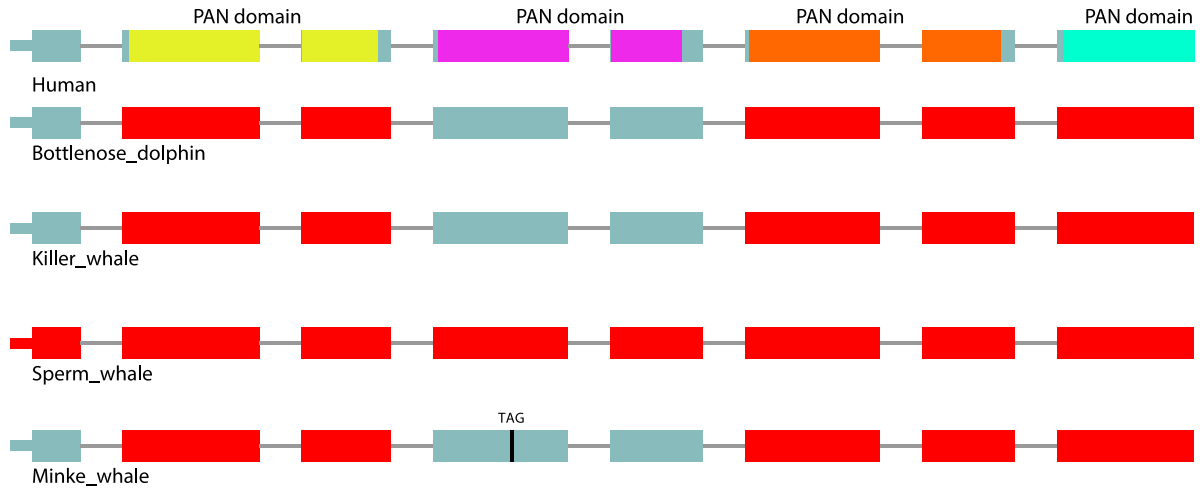 PAN domain PAN domain PAN domain PAN domain
Human
Bottlenose_dolphin
Killer_whale
Sperm_whale
TAG
Minke_whale